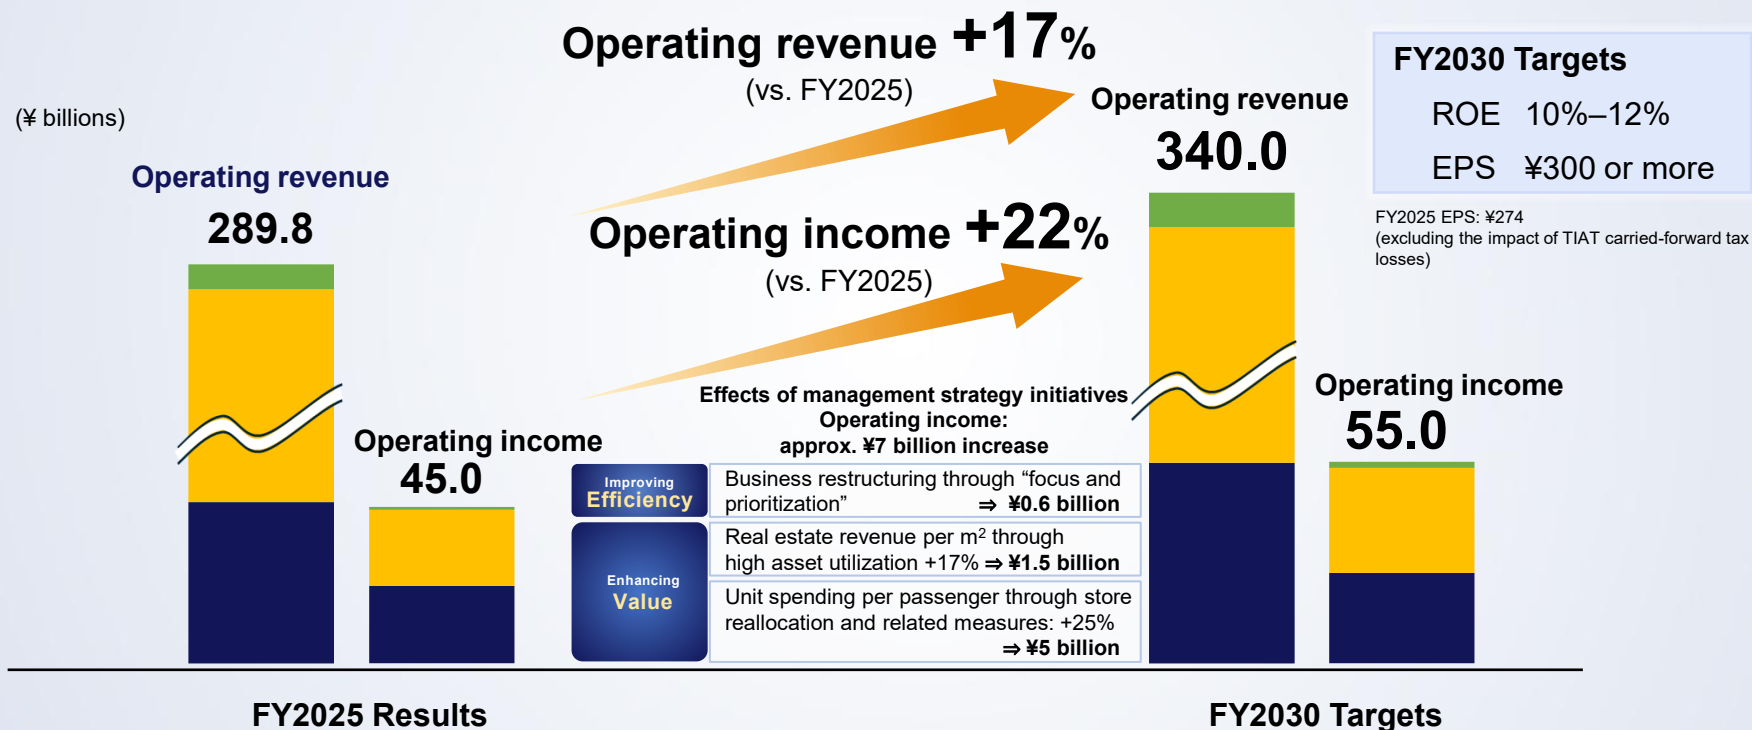 Operating revenue +17%
(vs. FY2025)
(¥ billions)
Operating revenue
289.8
Operating income +22%
(vs. FY2025)
Operating revenue
340.0
FY2030 Targets
ROE 10%–12%
EPS ¥300 or more
FY2025 EPS: ¥274
(excluding the impact of TIAT carried-forward tax
losses)
Operating income
45.0
Effects of management strategy initiatives
Operating income:
approx. ¥7 billion increase
Improving
Efficiency
Business restructuring through “focus and
prioritization” ⇒ ¥0.6 billion
Enhancing
Value
Real estate revenue per m² through
high asset utilization +17% ⇒ ¥1.5 billion
Unit spending per passenger through store
reallocation and related measures: +25%
⇒ ¥5 billion
Operating income
55.0
FY2025 Results
FY2030 Targets